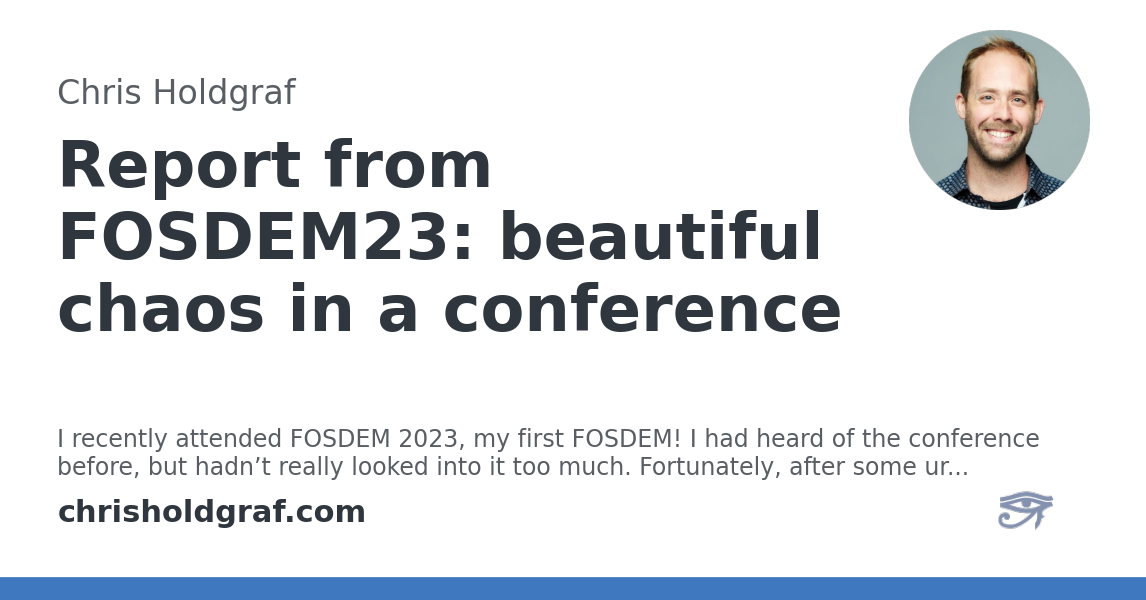 Chris Holdgraf
Report from
FOSDEM23: beautiful
chaos in a conference
I recently attended FOSDEM 2023, my first FOSDEM! I had heard of the conference
before, but hadn’t really looked into it too much. Fortunately, after some ur...
chrisholdgraf.com